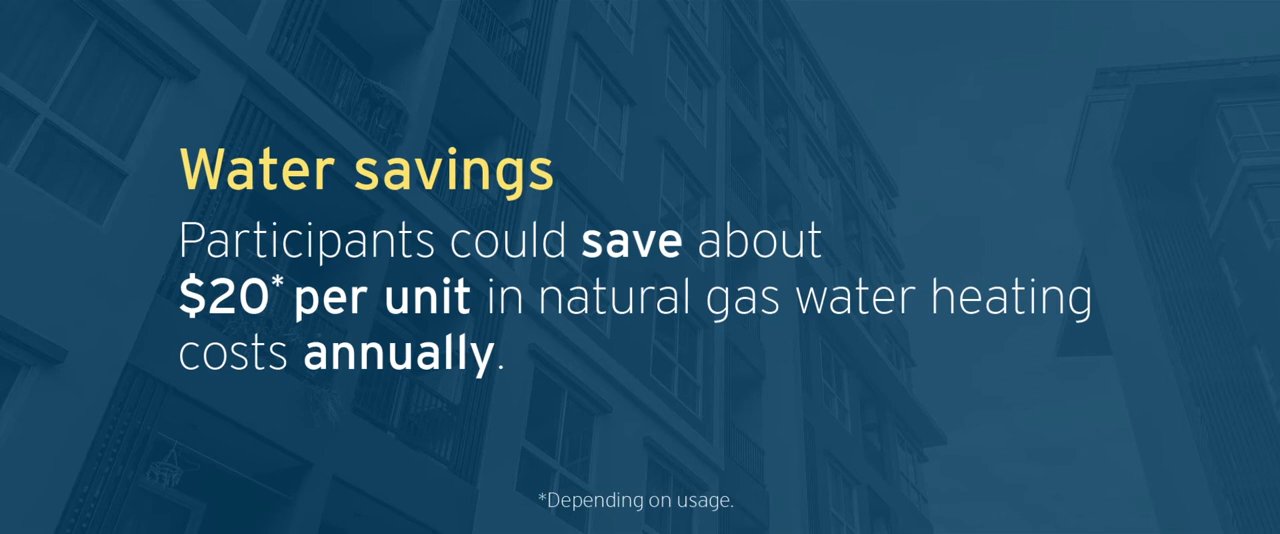 Water savings
Participants could save about
$20* per unit in natural gas water heating
costs annually.
*Depending on usage.